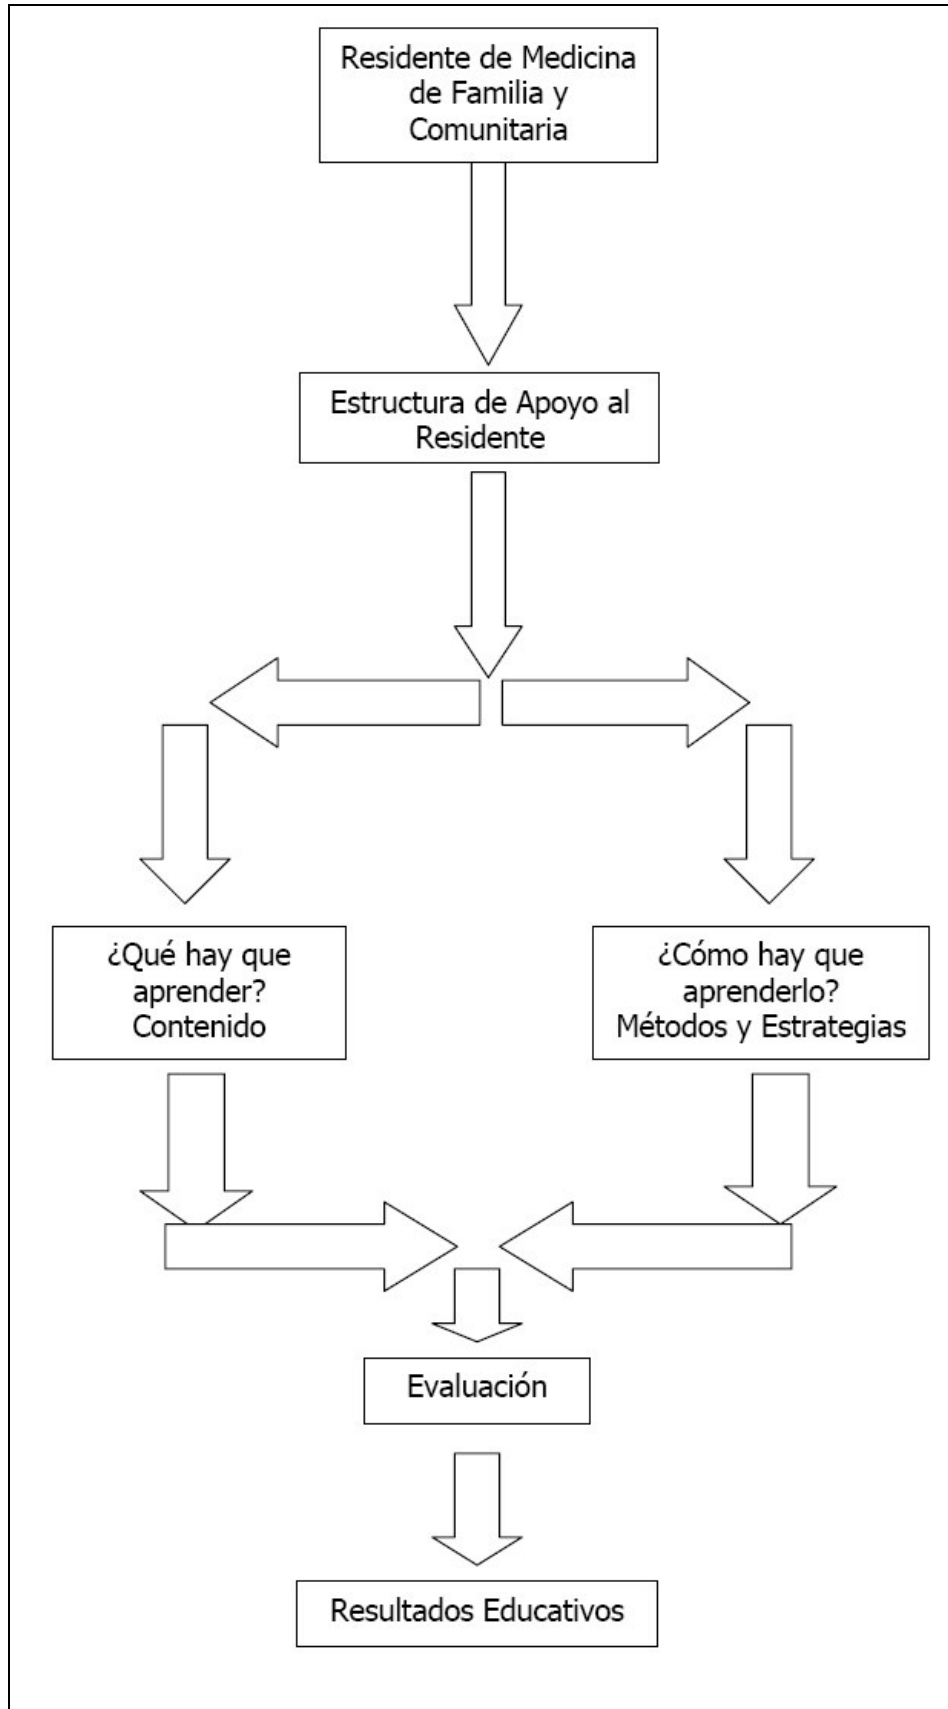 Residente de Medicina
de Familia y
Comunitaria
Estructura de Apoyo al
Residente
¿Qué hay que
aprender?
Contenido
¿Cómo hay que
aprenderlo?
Métodos y Estrategias
Evaluación
Resultados Educativos